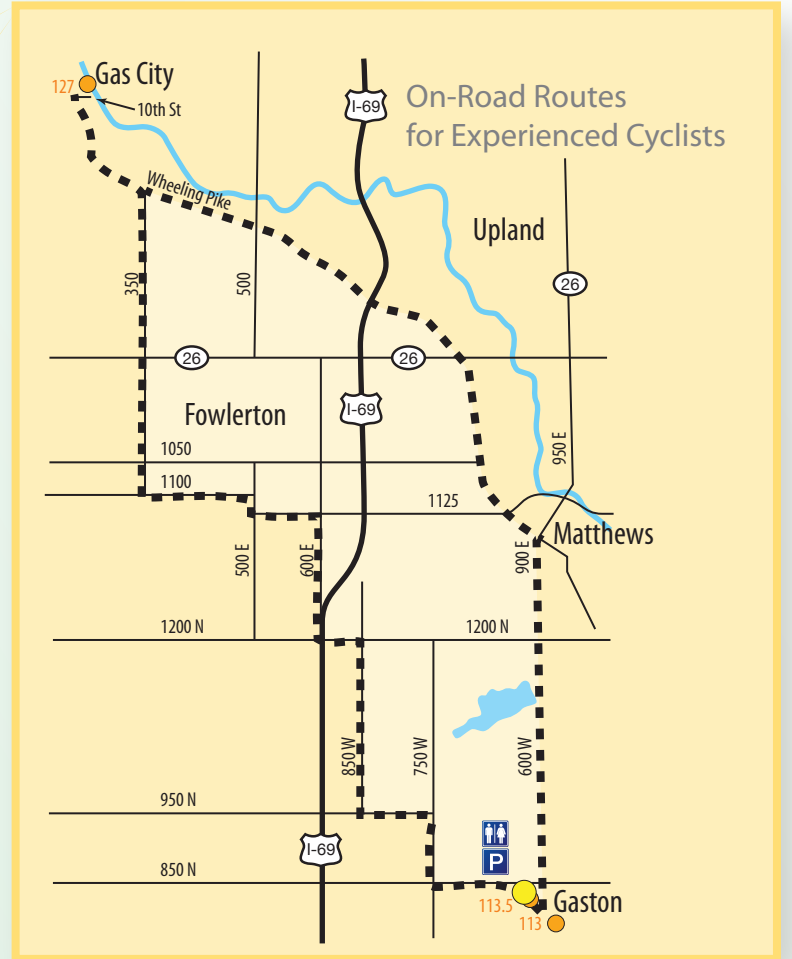 Gas City
127
10th St
I-69
On-Road Routes
for Experienced Cyclists
Wheeling Pike
Upland
350
500
26
26
26
Fowlerton
I-69
1050
950 E
1100
1125
Matthews
500 E
600 E
900 E
1200 N
1200 N
850 W
750 W
600 W
950 N
I-69
P
850 N
113.5
Gaston
113